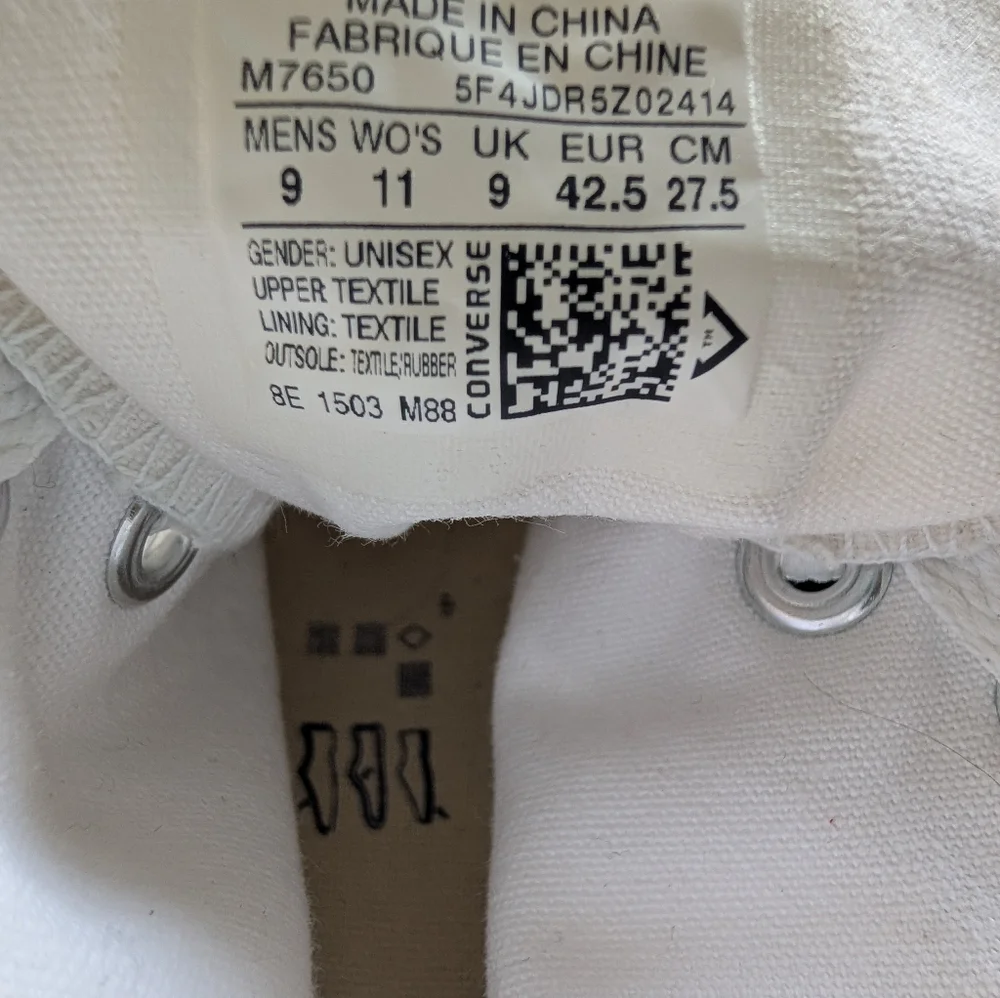 MADE IN CHINA
FABRIQUE EN CHINE
M7650 5F4JDR5Z02414
MENS WO'S UK EUR CM
9 11 9 42.5 27.5
GENDER: UNISEX
UPPER TEXTILE
LINING: TEXTILE
OUTSOLE: TEXTILE/RUBBER
8E 1503 M88
CONVERSE
TM